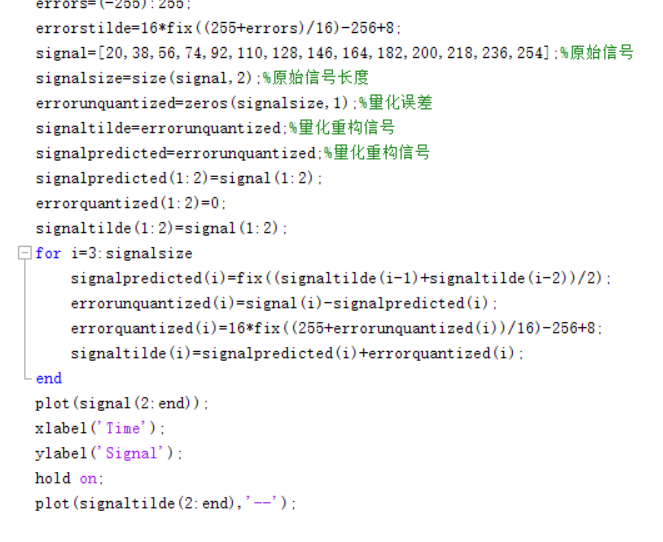 errors=(-255):255;
errorstilde=16*fix((255+errors)/16)-256+8;
signal=[20,38,56,74,92,110,128,146,164,182,200,218,236,254];%原始信号
signalsize=size(signal,2);%原始信号长度
errorunquantized=zeros(signalsize,1);%量化误差
signaltilde=errorunquantized;%量化重构信号
signalpredicted=errorunquantized;%量化重构信号
signalpredicted(1:2)=signal(1:2);
errorquantized(1:2)=0;
signaltilde(1:2)=signal(1:2);
for i=3:signalsize
signalpredicted(i)=fix((signaltilde(i-1)+signaltilde(i-2))/2);
errorunquantized(i)=signal(i)-signalpredicted(i);
errorquantized(i)=16*fix((255+errorunquantized(i))/16)-256+8;
signaltilde(i)=signalpredicted(i)+errorquantized(i);
end
plot(signal(2:end));
xlabel('Time');
ylabel('Signal');
hold on;
plot(signaltilde(2:end),'--');